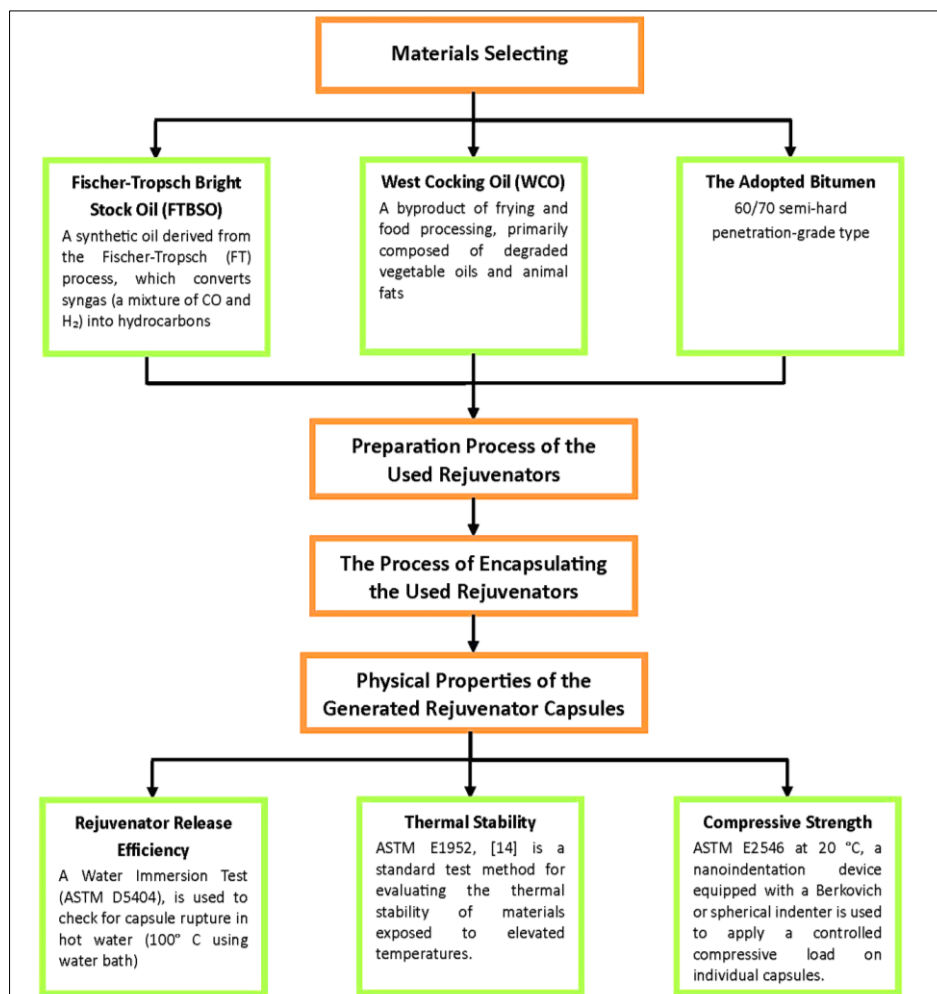 Materials Selecting
Fischer-Tropsch Bright
Stock Oil (FTBSO)
A synthetic oil derived from
the Fischer-Tropsch (FT)
process, which converts
syngas (a mixture of CO and
H₂) into hydrocarbons
West Cocking Oil (WCO)
A byproduct of frying and
food processing, primarily
composed of degraded
vegetable oils and animal
fats
The Adopted Bitumen
60/70 semi-hard
penetration-grade type
Preparation Process of the
Used Rejuvenators
The Process of Encapsulating
the Used Rejuvenators
Physical Properties of the
Generated Rejuvenator Capsules
Rejuvenator Release
Efficiency
A Water Immersion Test
(ASTM D5404), is used to
check for capsule rupture in
hot water (100° C using
water bath)
Thermal Stability
ASTM E1952, [14] is a
standard test method for
evaluating the thermal
stability of materials
exposed to elevated
temperatures.
Compressive Strength
ASTM E2546 at 20 °C, a
nanoindentation device
equipped with a Berkovich
or spherical indenter is used
to apply a controlled
compressive load on
individual capsules.